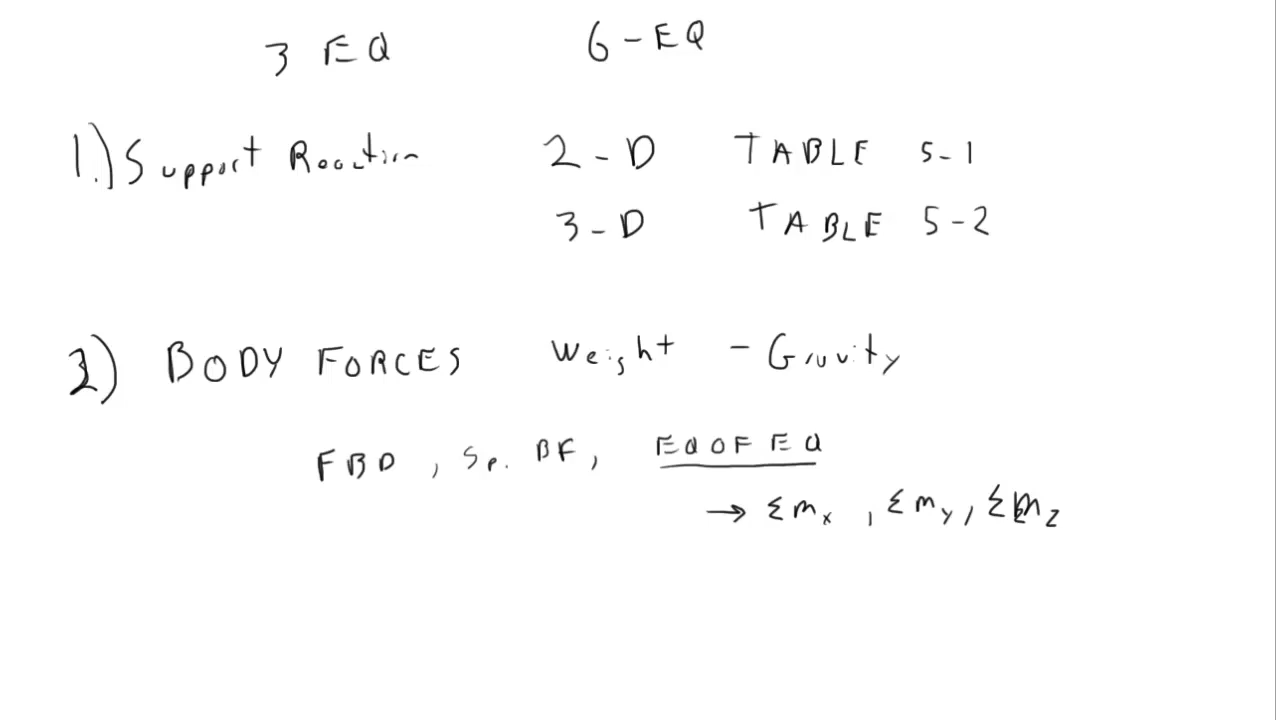 3 EQ 6-EQ
1.) Support Reaction 2-D TABLE 5-1
3-D TABLE 5-2
2) BODY FORCES Weight - Gravity
FBD, Sp. BF, EQ OF EQ
→ Σmx, Σmy, Σmz